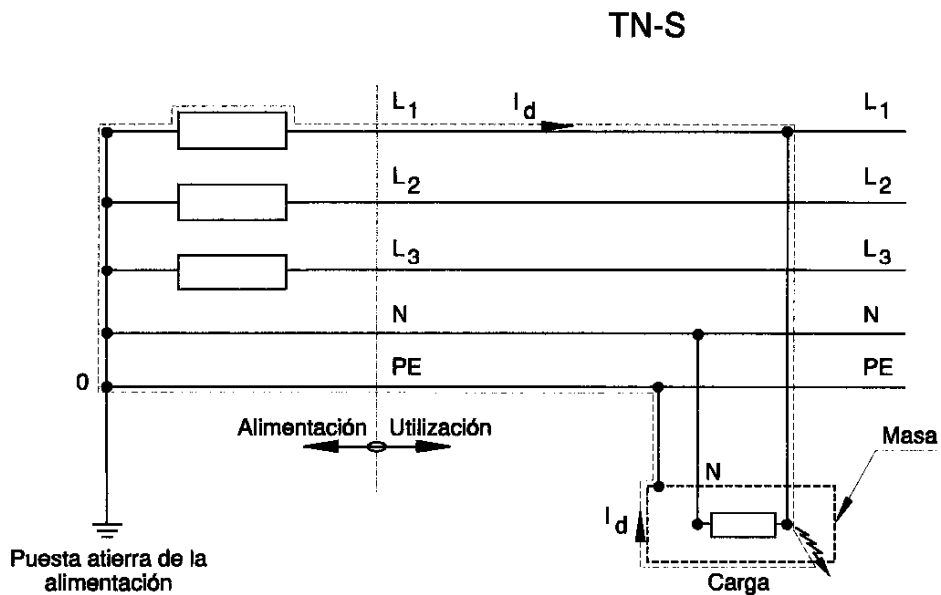 TN-S
L1 Id L1
L2 L2
L3 L3
N N
0 PE PE
Alimentación Utilización
Masa
N
Id
Puesta atierra de la
alimentación
Carga